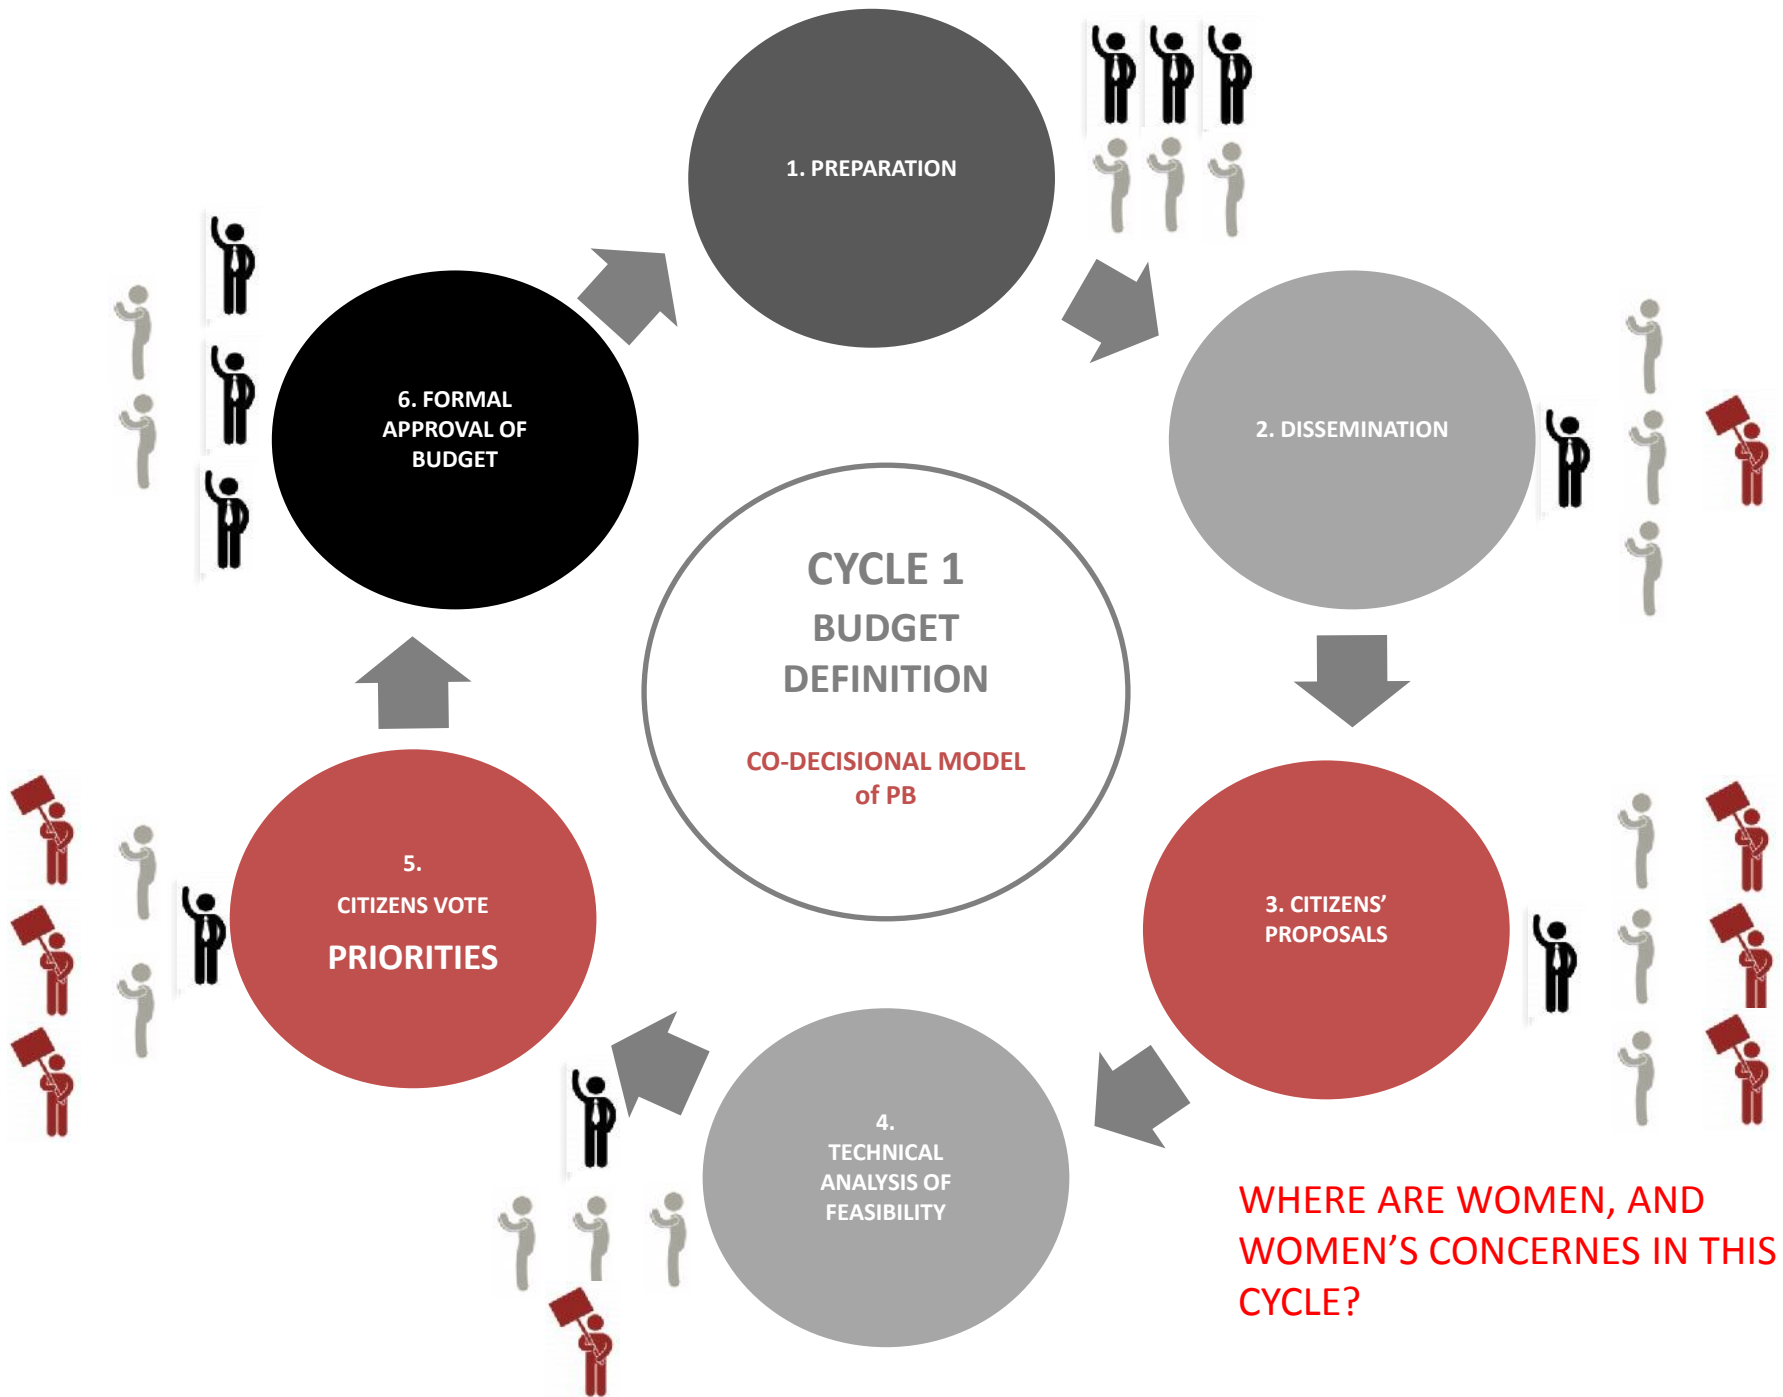 1. PREPARATION
2. DISSEMINATION
3. CITIZENS’
PROPOSALS
4.
TECHNICAL
ANALYSIS OF
FEASIBILITY
5.
CITIZENS VOTE
PRIORITIES
6. FORMAL
APPROVAL OF
BUDGET
CYCLE 1
BUDGET
DEFINITION
CO-DECISIONAL MODEL
of PB
WHERE ARE WOMEN, AND
WOMEN’S CONCERNES IN THIS
CYCLE?